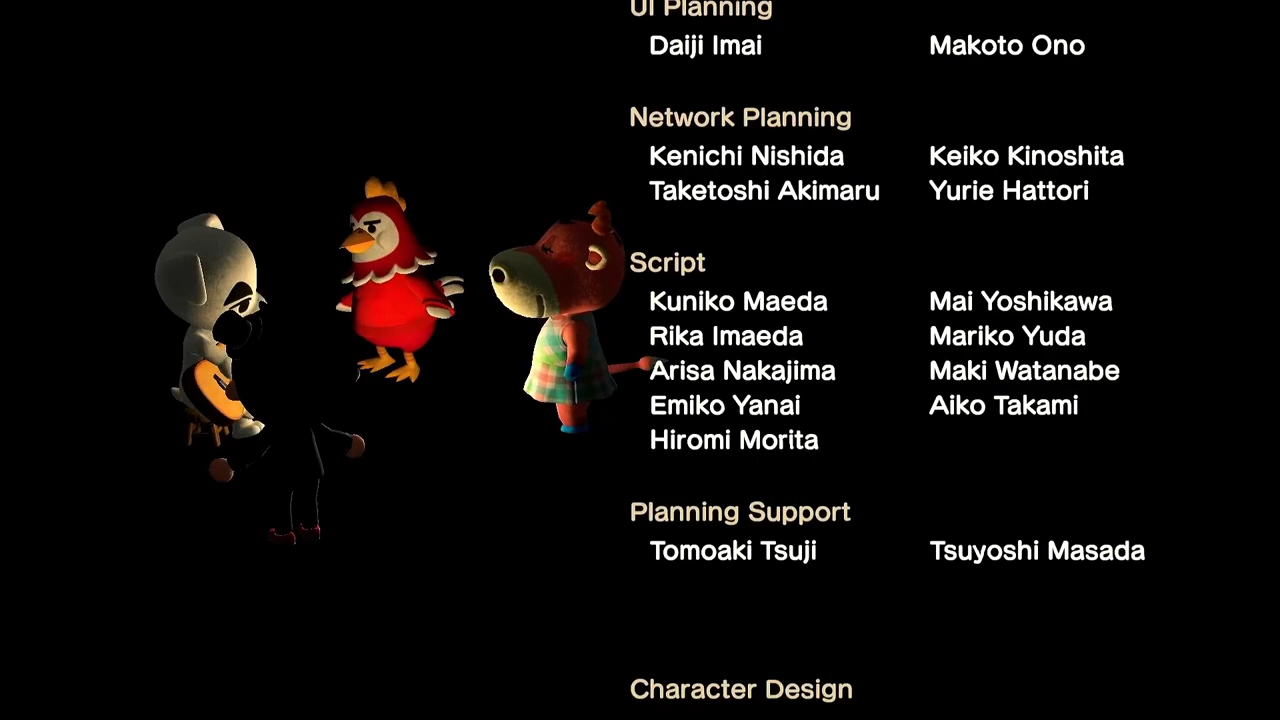 UI Planning
Daiji Imai Makoto Ono
Network Planning
Kenichi Nishida Keiko Kinoshita
Taketoshi Akimaru Yurie Hattori
Script
Kuniko Maeda Mai Yoshikawa
Rika Imaeda Mariko Yuda
Arisa Nakajima Maki Watanabe
Emiko Yanai Aiko Takami
Hiromi Morita
Planning Support
Tomoaki Tsuji Tsuyoshi Masada
Character Design